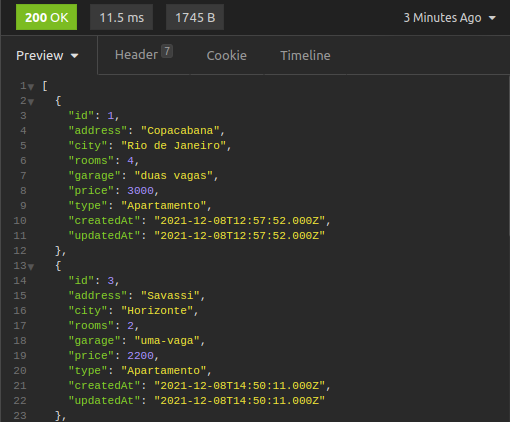 200 OK 11.5 ms 1745 B 3 Minutes Ago
Preview Header 7 Cookie Timeline
1 [
2 {
3 "id": 1,
4 "address": "Copacabana",
5 "city": "Rio de Janeiro",
6 "rooms": 4,
7 "garage": "duas vagas",
8 "price": 3000,
9 "type": "Apartamento",
10 "createdAt": "2021-12-08T12:57:52.000Z",
11 "updatedAt": "2021-12-08T12:57:52.000Z"
12 },
13 {
14 "id": 3,
15 "address": "Savassi",
16 "city": "Horizonte",
17 "rooms": 2,
18 "garage": "uma-vaga",
19 "price": 2200,
20 "type": "Apartamento",
21 "createdAt": "2021-12-08T14:50:11.000Z",
22 "updatedAt": "2021-12-08T14:50:11.000Z"
23 },